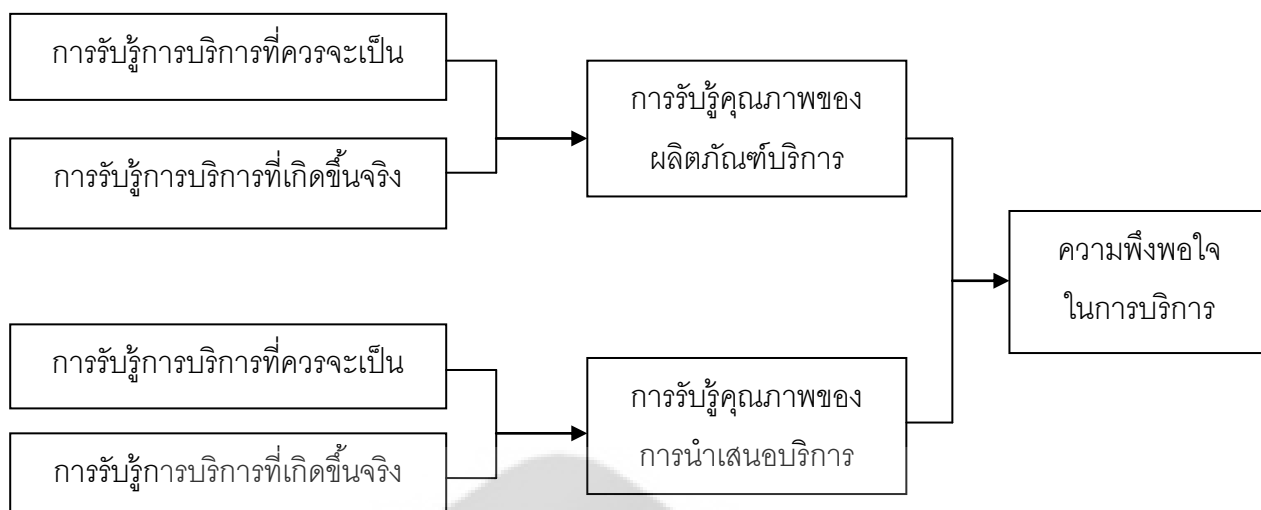 การรับรู้การบริการที่ควรจะเป็น
การรับรู้การบริการที่เกิดขึ้นจริง
การรับรู้คุณภาพของ
ผลิตภัณฑ์บริการ
ความพึงพอใจ
ในการบริการ
การรับรู้การบริการที่ควรจะเป็น
การรับรู้การบริการที่เกิดขึ้นจริง
การรับรู้คุณภาพของ
การนำเสนอบริการ